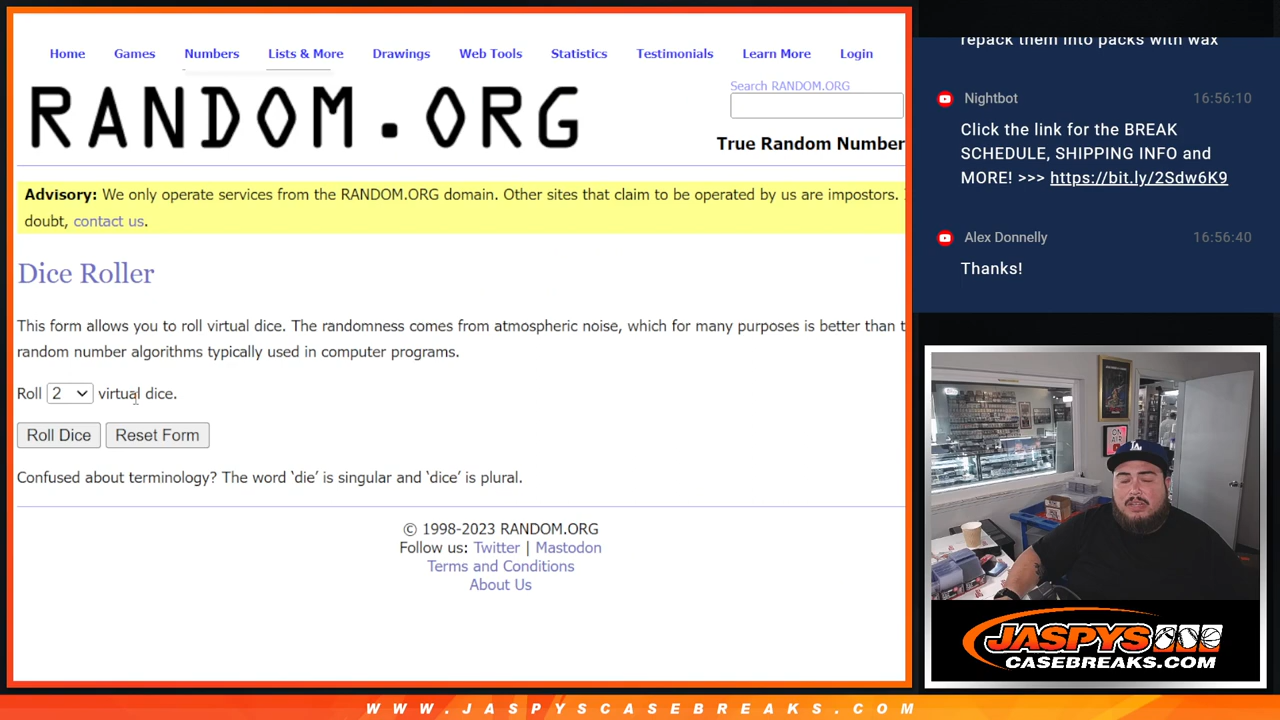 Home Games Numbers Lists & More Drawings Web Tools Statistics Testimonials Learn More Login
RANDOM.ORG
Search RANDOM.ORG
True Random Number
Advisory: We only operate services from the RANDOM.ORG domain. Other sites that claim to be operated by us are impostors.
doubt, contact us.
Dice Roller
This form allows you to roll virtual dice. The randomness comes from atmospheric noise, which for many purposes is better than t
random number algorithms typically used in computer programs.
Roll 2 virtual dice.
Roll Dice Reset Form
Confused about terminology? The word ‘die’ is singular and ‘dice’ is plural.
© 1998-2023 RANDOM.ORG
Follow us: Twitter | Mastodon
Terms and Conditions
About Us
repack them into packs with wax
Nightbot 16:56:10
Click the link for the BREAK
SCHEDULE, SHIPPING INFO and
MORE! >>> https://bit.ly/2Sdw6K9
Alex Donnelly 16:56:40
Thanks!
ON
AIR
LA
JASPYS
CASEBREAKS.COM
WWW.JASPYSCASEBREAKS.COM